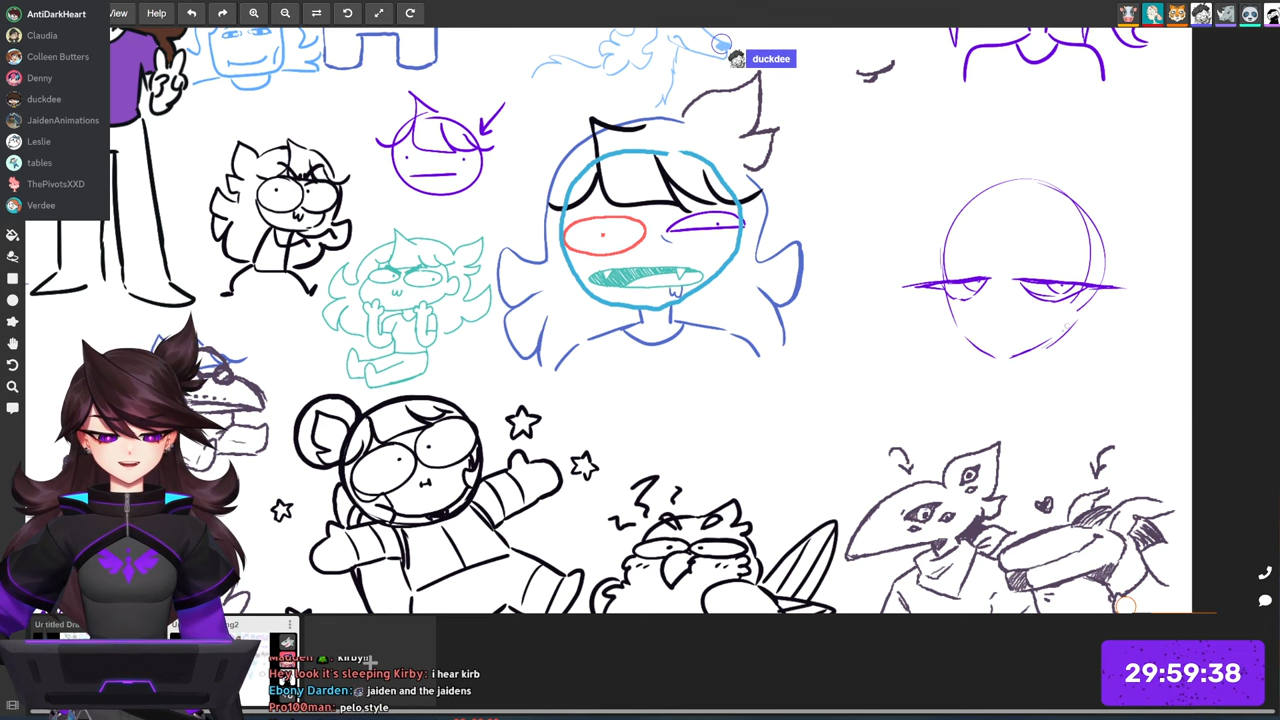 AntiDarkHeart
View
Help
Claudia
Colleen Butters
Denny
duckdee
JaidenAnimations
Leslie
tables
ThePivotsXXD
Verdee
duckdee
kirby!!
Hey look it's sleeping Kirby: i hear kirb
Ebony Darden: jaiden and the jaidens
Pro100man: pelo style
29:59:38